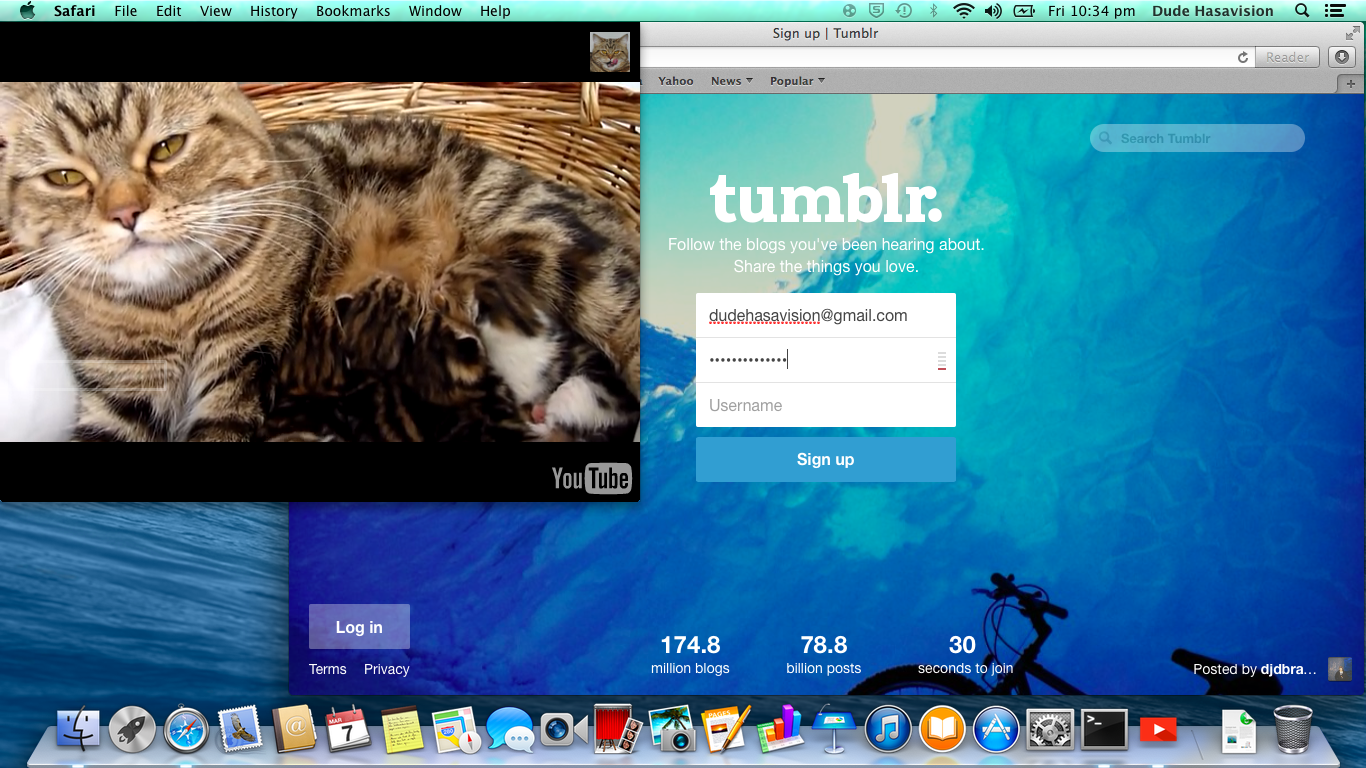 Safari File Edit View History Bookmarks Window Help
Fri 10:34 pm Dude Hasavision
Sign up | Tumblr
Reader
Yahoo News Popular
Search Tumblr
tumblr.
Follow the blogs you've been hearing about.
Share the things you love.
dudehasavision@gmail.com
••••••••••••••
Username
Sign up
YouTube
Log in
Terms Privacy
174.8
million blogs
78.8
billion posts
30
seconds to join
Posted by djdbra…
MAR
7
PAGES
>_